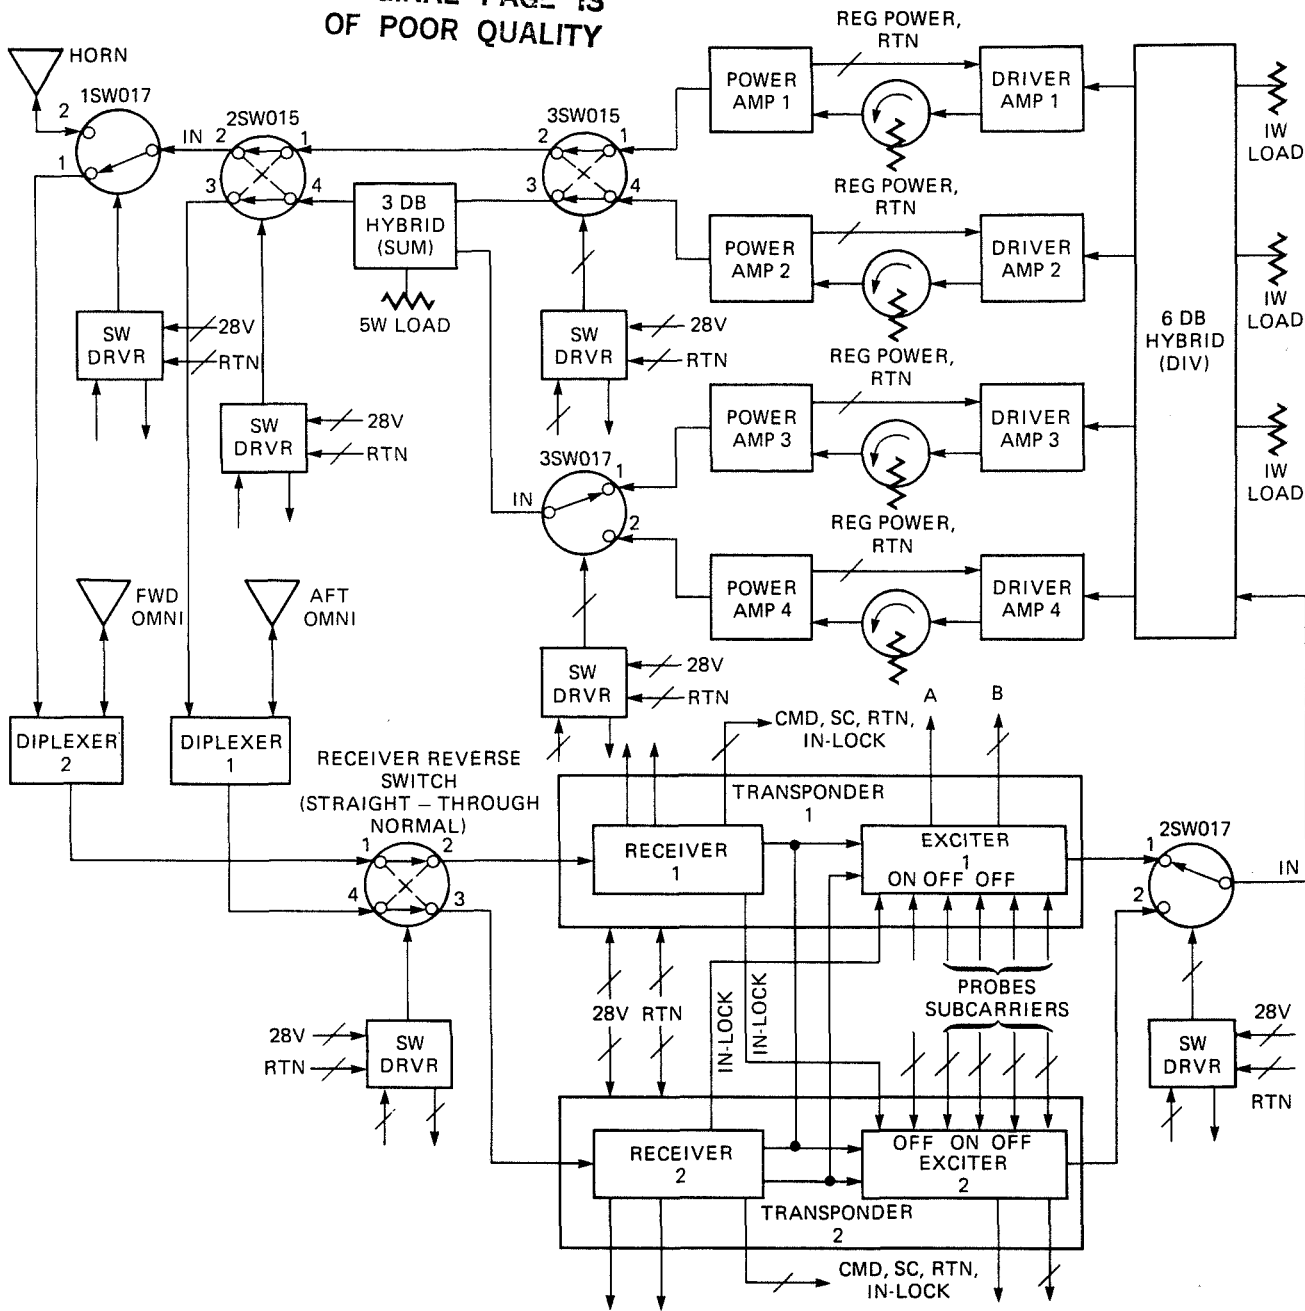 OF POOR QUALITY
HORN
1SW017
2
1
IN
2SW015
2
1
3
4
3SW015
2
1
3
4
3 DB
HYBRID
(SUM)
5W LOAD
REG POWER,
RTN
POWER
AMP 1
DRIVER
AMP 1
1W
LOAD
REG POWER,
RTN
POWER
AMP 2
DRIVER
AMP 2
1W
LOAD
REG POWER,
RTN
POWER
AMP 3
DRIVER
AMP 3
1W
LOAD
REG POWER,
RTN
POWER
AMP 4
DRIVER
AMP 4
6 DB
HYBRID
(DIV)
SW
DRVR
28V
RTN
SW
DRVR
28V
RTN
SW
DRVR
28V
RTN
3SW017
IN
1
2
SW
DRVR
28V
RTN
FWD
OMNI
AFT
OMNI
DIPLEXER
2
DIPLEXER
1
RECEIVER REVERSE
SWITCH
(STRAIGHT – THROUGH
NORMAL)
1
2
4
3
SW
DRVR
28V
RTN
A
B
CMD, SC, RTN,
IN-LOCK
TRANSPONDER
1
RECEIVER
1
EXCITER
1
ON OFF OFF
2SW017
1
2
IN
28V
RTN
IN-LOCK
IN-LOCK
PROBES
SUBCARRIERS
SW
DRVR
28V
RTN
RECEIVER
2
OFF ON OFF
EXCITER
2
TRANSPONDER
2
CMD, SC, RTN,
IN-LOCK